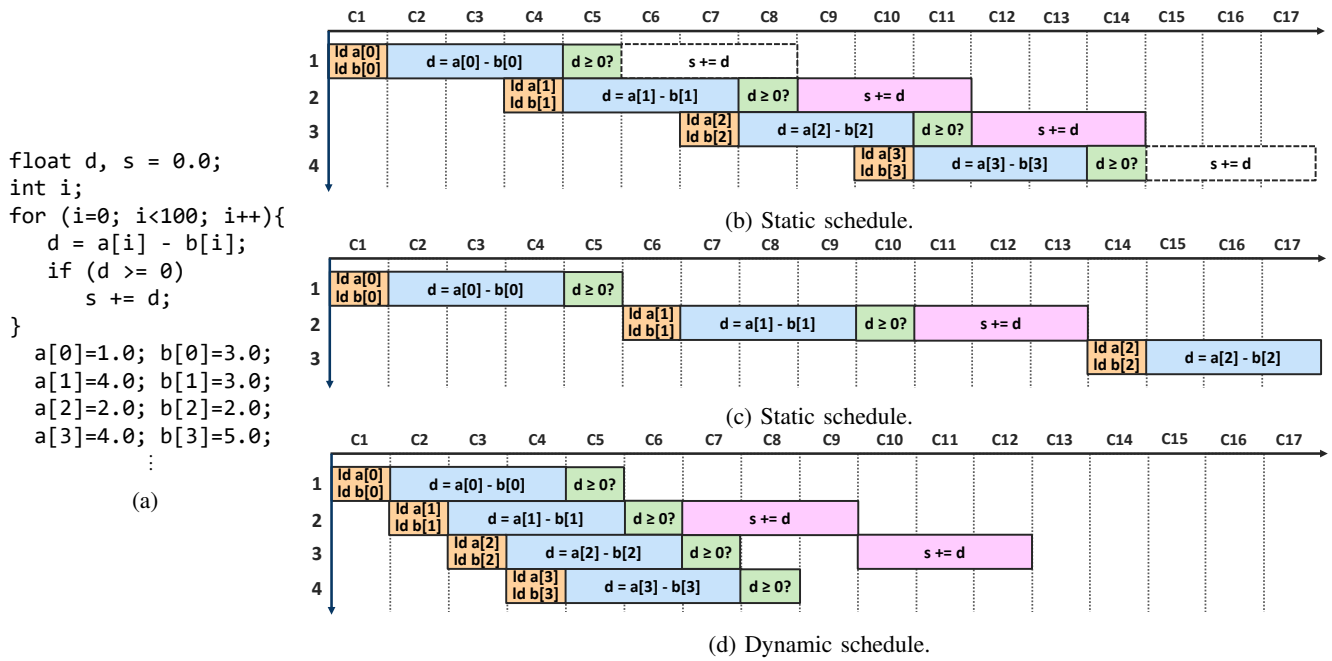 float d, s = 0.0;
int i;
for (i=0; i<100; i++){
d = a[i] - b[i];
if (d >= 0)
s += d;
}
a[0]=1.0; b[0]=3.0;
a[1]=4.0; b[1]=3.0;
a[2]=2.0; b[2]=2.0;
a[3]=4.0; b[3]=5.0;
⋮
(a)
C1 C2 C3 C4 C5 C6 C7 C8 C9 C10 C11 C12 C13 C14 C15 C16 C17
1 ld a[0] ld b[0] d = a[0] - b[0] d ≥ 0? s += d
2 ld a[1] ld b[1] d = a[1] - b[1] d ≥ 0? s += d
3 ld a[2] ld b[2] d = a[2] - b[2] d ≥ 0? s += d
4 ld a[3] ld b[3] d = a[3] - b[3] d ≥ 0? s += d
(b) Static schedule.
C1 C2 C3 C4 C5 C6 C7 C8 C9 C10 C11 C12 C13 C14 C15 C16 C17
1 ld a[0] ld b[0] d = a[0] - b[0] d ≥ 0?
2 ld a[1] ld b[1] d = a[1] - b[1] d ≥ 0? s += d
3 ld a[2] ld b[2] d = a[2] - b[2]
(c) Static schedule.
C1 C2 C3 C4 C5 C6 C7 C8 C9 C10 C11 C12 C13 C14 C15 C16 C17
1 ld a[0] ld b[0] d = a[0] - b[0] d ≥ 0?
2 ld a[1] ld b[1] d = a[1] - b[1] d ≥ 0? s += d
3 ld a[2] ld b[2] d = a[2] - b[2] d ≥ 0? s += d
4 ld a[3] ld b[3] d = a[3] - b[3] d ≥ 0?
(d) Dynamic schedule.